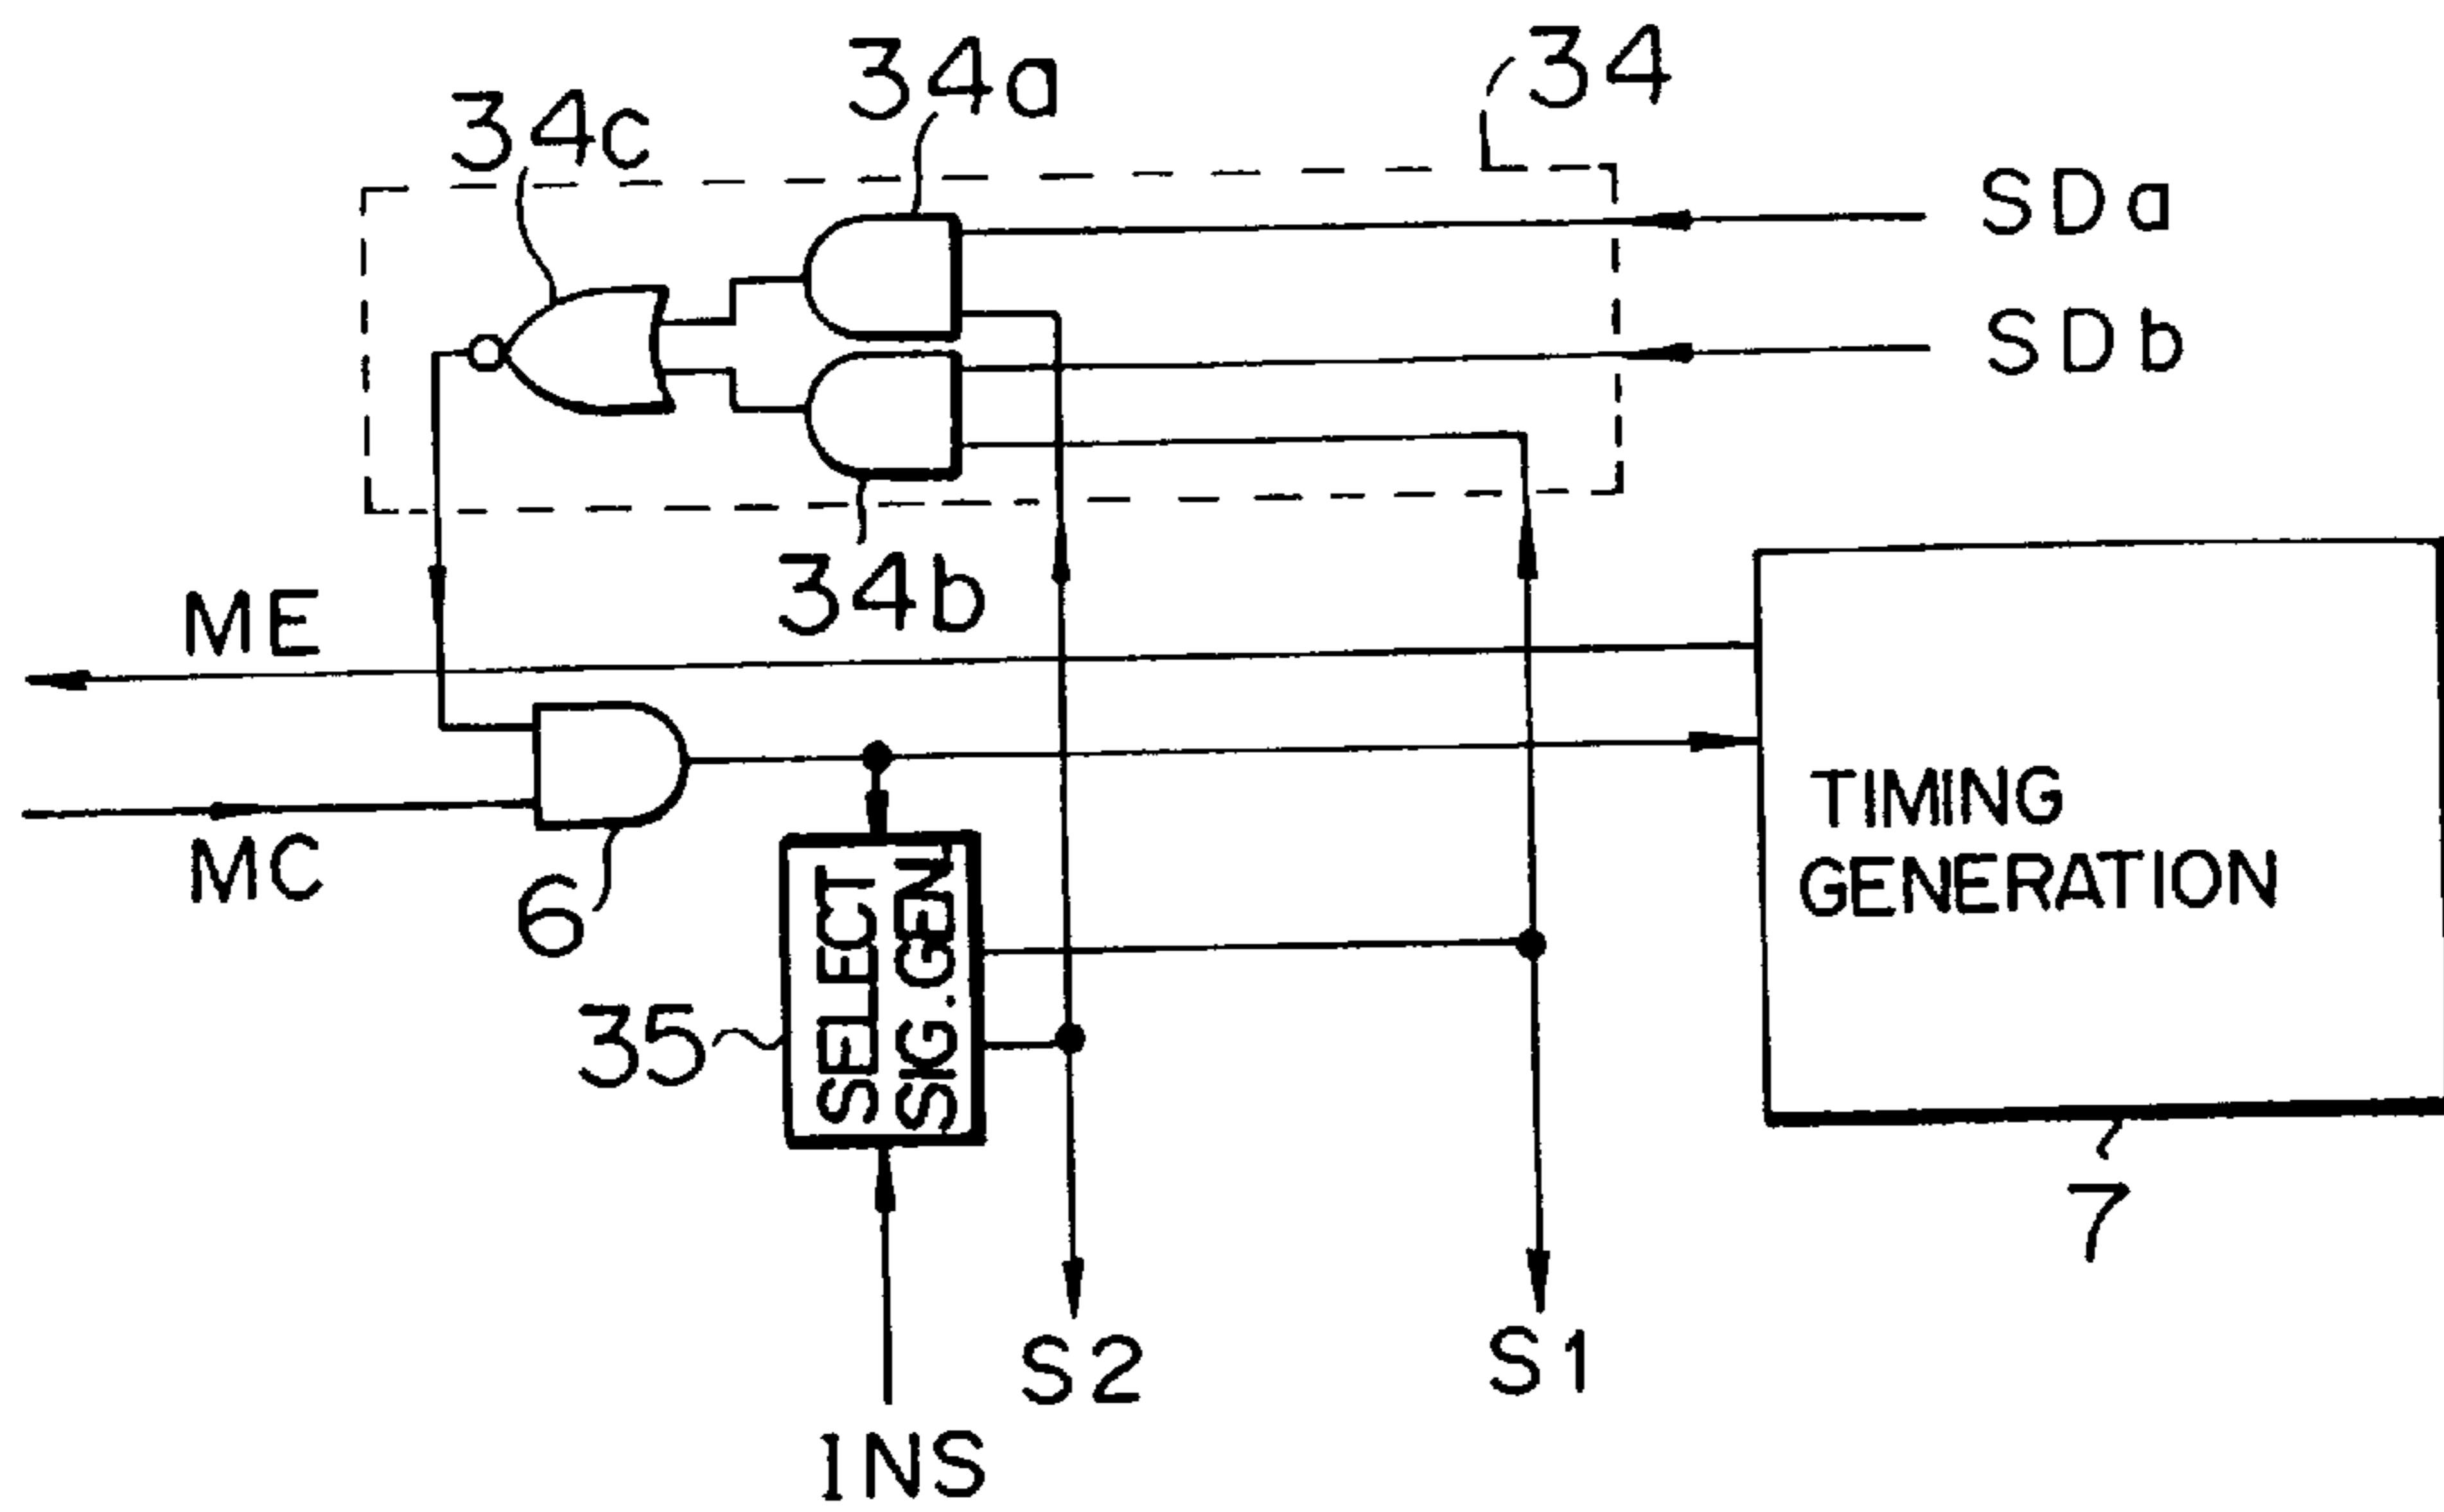 34a
34
34c
SDa
SDb
34b
ME
MC
6
TIMING
GENERATION
SELECT
SIG.GEN
35
7
S2
S1
INS